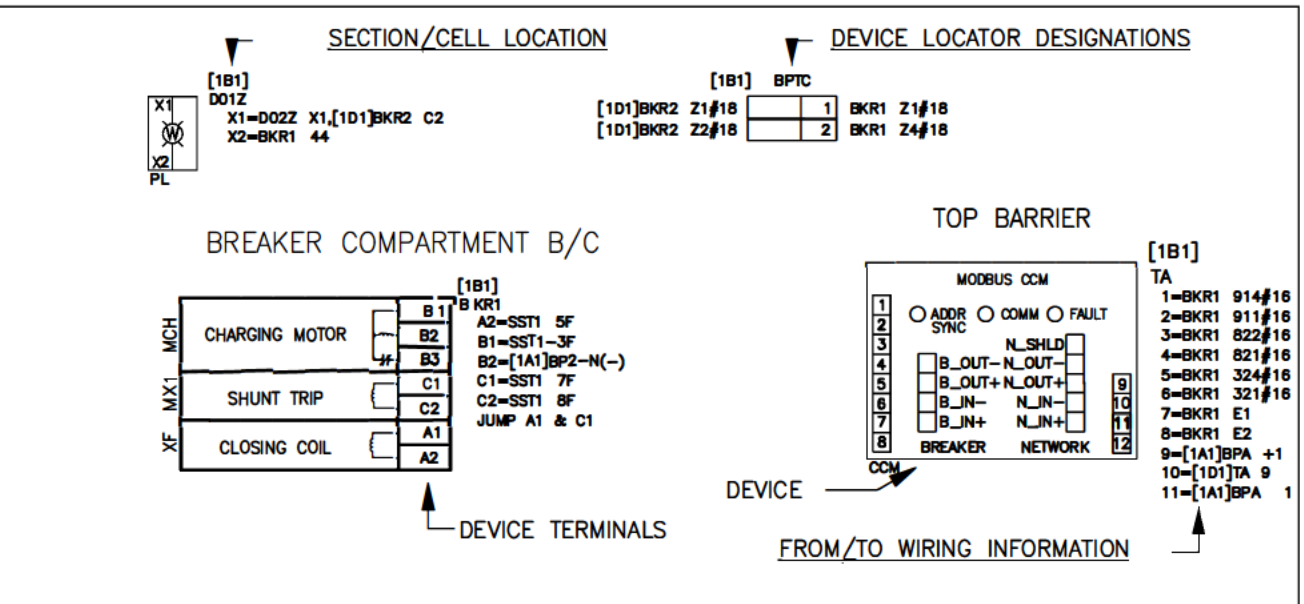 SECTION/CELL LOCATION
DEVICE LOCATOR DESIGNATIONS
[1B1]
D01Z
X1=D02Z X1,[1D1]BKR2 C2
X2=BKR1 44
X1
W
X2
PL
[1B1] BPTC
[1D1]BKR2 Z1#18 1 BKR1 Z1#18
[1D1]BKR2 Z2#18 2 BKR1 Z4#18
BREAKER COMPARTMENT B/C
[1B1]
BKR1
A2=SST1 5F
B1=SST1-3F
B2=[1A1]BP2-N(-)
C1=SST1 7F
C2=SST1 8F
JUMP A1 & C1
MCH
CHARGING MOTOR
B1
B2
B3
MX1
SHUNT TRIP
C1
C2
XF
CLOSING COIL
A1
A2
DEVICE TERMINALS
TOP BARRIER
MODBUS CCM
ADDR SYNC
COMM
FAULT
1
2
3
4
5
6
7
8
N_SHLD
B_OUT- N_OUT-
B_OUT+ N_OUT+
B_IN- N_IN-
B_IN+ N_IN+
BREAKER NETWORK
9
10
11
12
CCM
DEVICE
[1B1]
TA
1=BKR1 914#16
2=BKR1 911#16
3=BKR1 822#16
4=BKR1 821#16
5=BKR1 324#16
6=BKR1 321#16
7=BKR1 E1
8=BKR1 E2
9=[1A1]BPA +1
10=[1D1]TA 9
11=[1A1]BPA 1
FROM/TO WIRING INFORMATION